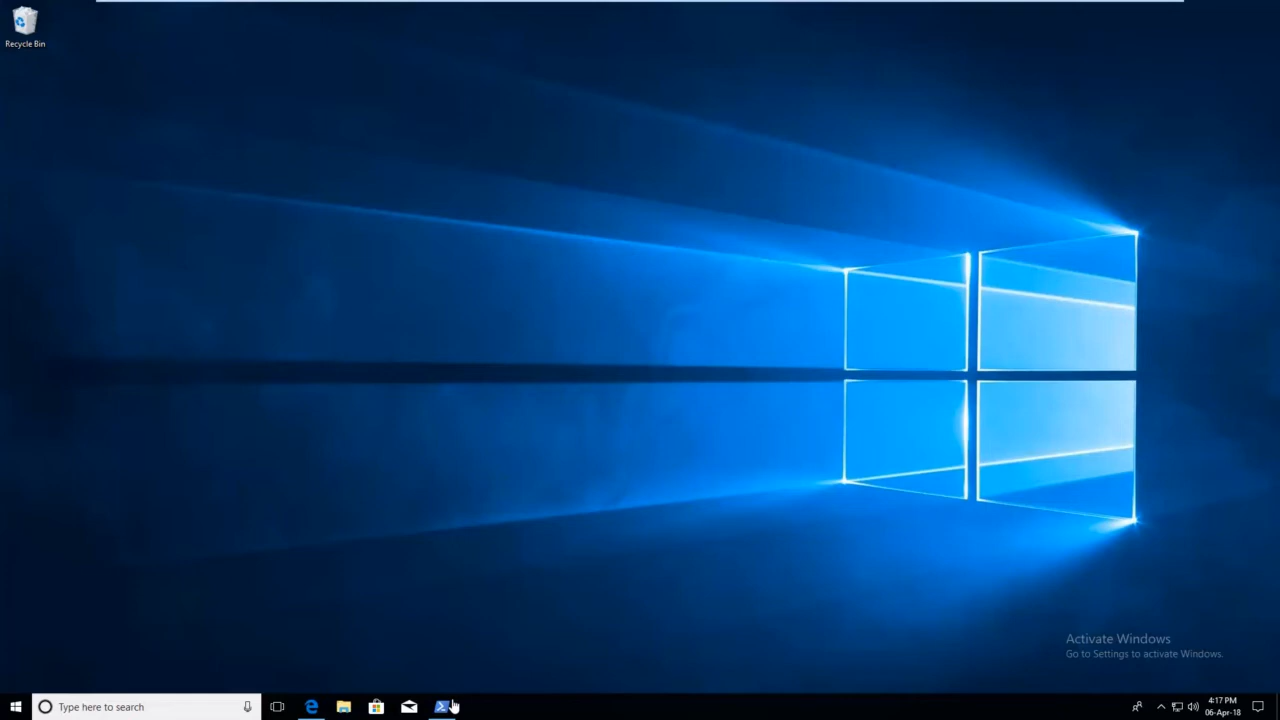 Recycle Bin
Activate Windows
Go to Settings to activate Windows.
Type here to search
4:17 PM
06-Apr-18